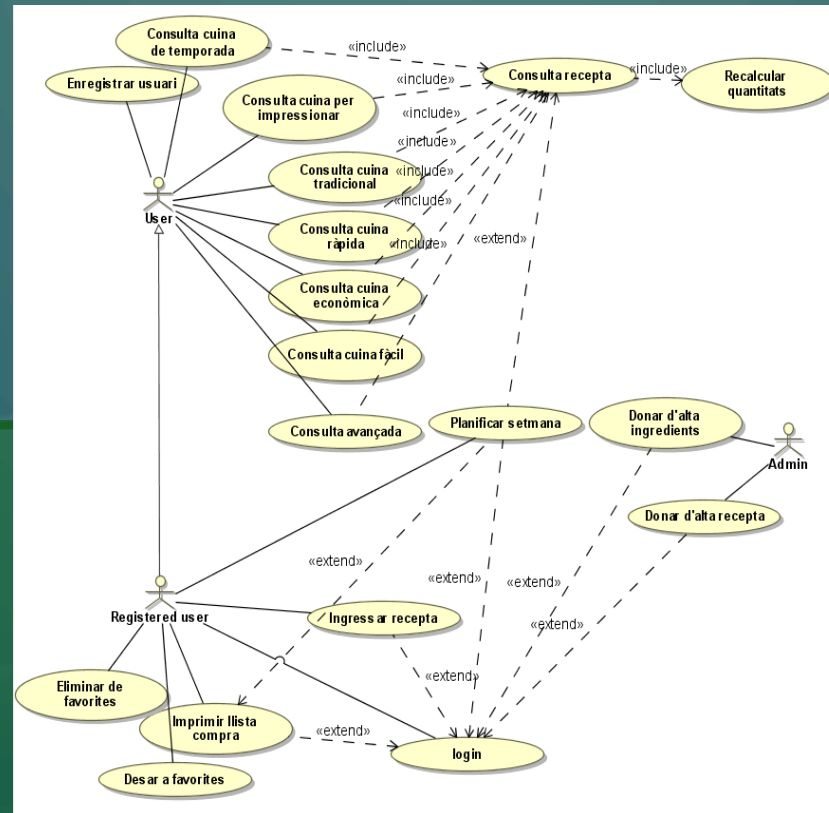 Consulta cuina
de temporada
«include»
Consulta recepta
«include»
Recalcular
quantitats
Enregistrar usuari
Consulta cuina per
impressionar
«include»
«include»
User
Consulta cuina
tradicional
«include»
Consulta cuina
ràpida
«include»
«include»
«extend»
Consulta cuina
econòmica
Consulta cuina fàcil
Consulta avançada
Planificar setmana
Donar d'alta
ingredients
Admin
Donar d'alta recepta
«extend»
«extend»
«extend»
«extend»
Registered user
Ingressar recepta
«extend»
Eliminar de
favorites
Imprimir llista
compra
«extend»
login
Desar a favorites